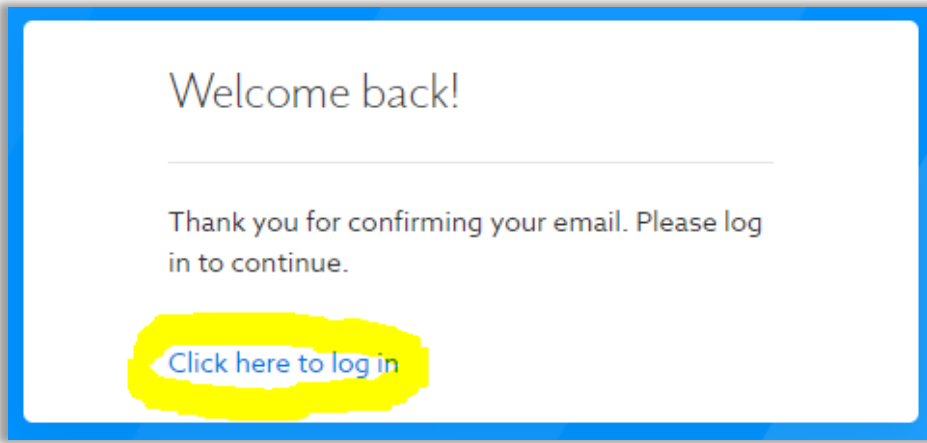 Welcome back!
Thank you for confirming your email. Please log
in to continue.
Click here to log in